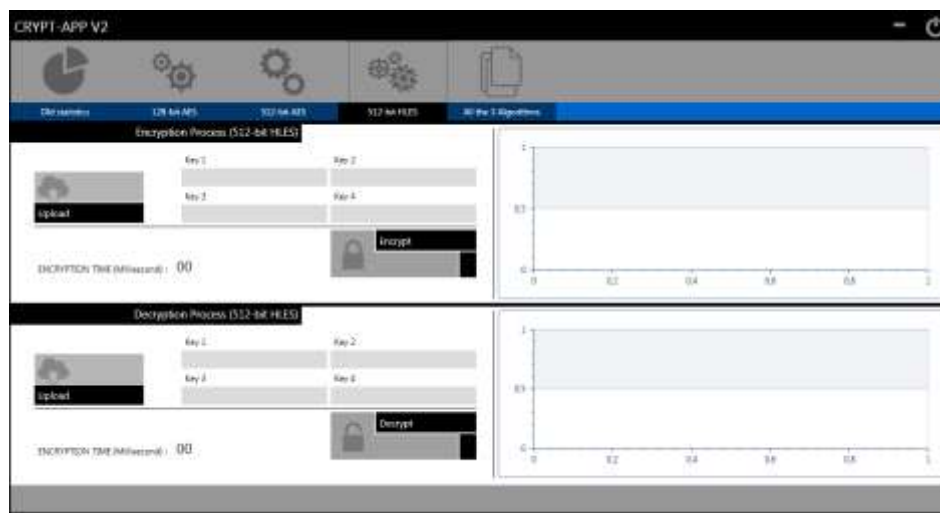 CRYPT-APP V2
Old statistics 128-bit AES 512-bit AES 512-bit HLES All the 3 Algorithms
Encryption Process (512-bit HLES)
Key 1 Key 2
Key 3 Key 4
Upload
Encrypt
ENCRYPTION TIME (Millisecond) : 00
1
0.5
0
0 0.2 0.4 0.6 0.8 1
Decryption Process (512-bit HLES)
Key 1 Key 2
Key 3 Key 4
Upload
Decrypt
ENCRYPTION TIME (Millisecond) : 00
1
0.5
0
0 0.2 0.4 0.6 0.8 1